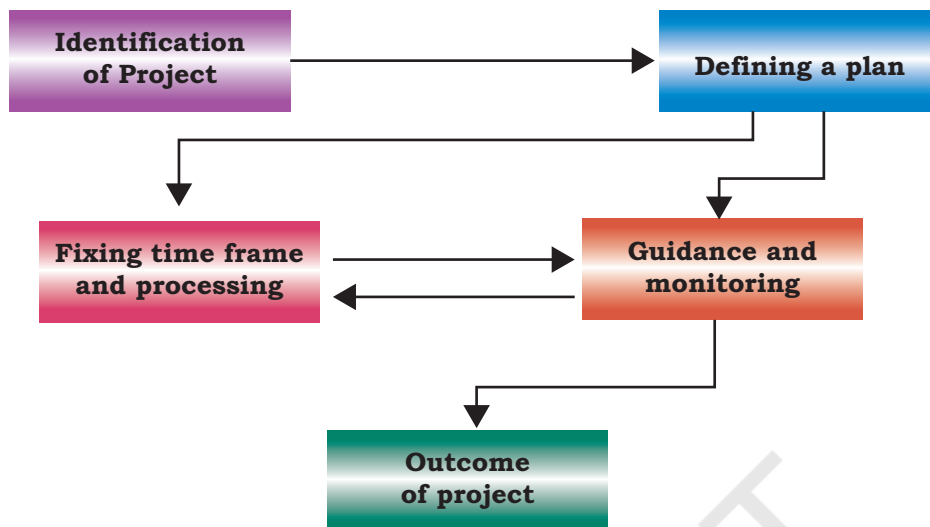 Identification
of Project
Defining a plan
Fixing time frame
and processing
Guidance and
monitoring
Outcome
of project